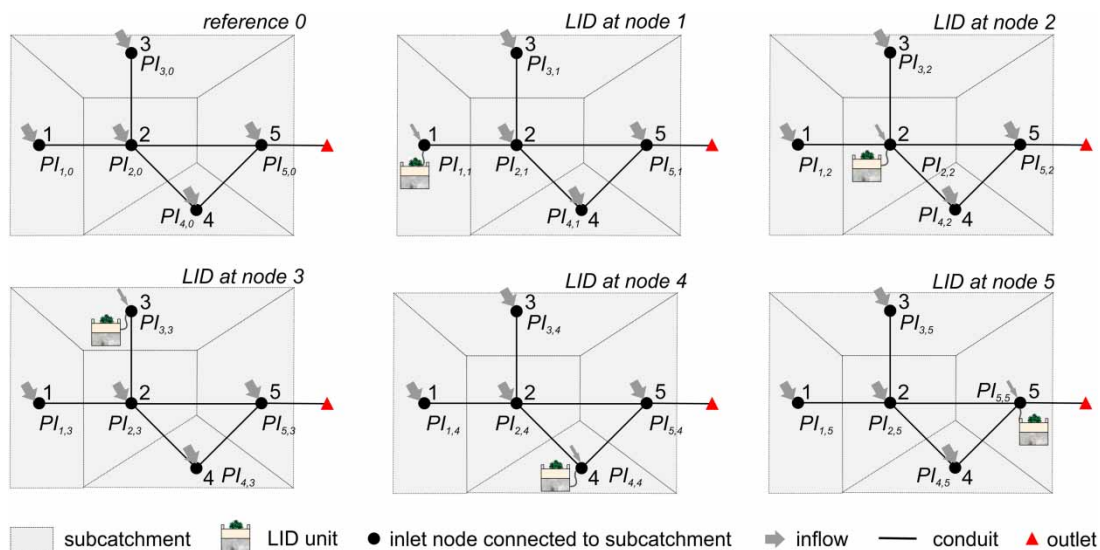 reference 0
3
PI3,0
1
2
5
PI1,0
PI2,0
PI5,0
PI4,0
4
LID at node 1
3
PI3,1
1
2
5
PI1,1
PI2,1
PI5,1
PI4,1
4
LID at node 2
3
PI3,2
1
2
5
PI1,2
PI2,2
PI5,2
PI4,2
4
LID at node 3
3
PI3,3
1
2
5
PI1,3
PI2,3
PI5,3
4
PI4,3
LID at node 4
3
PI3,4
1
2
5
PI1,4
PI2,4
PI5,4
4
PI4,4
LID at node 5
3
PI3,5
1
2
PI5,5
5
PI1,5
PI2,5
PI4,5
4
subcatchment LID unit inlet node connected to subcatchment inflow conduit outlet